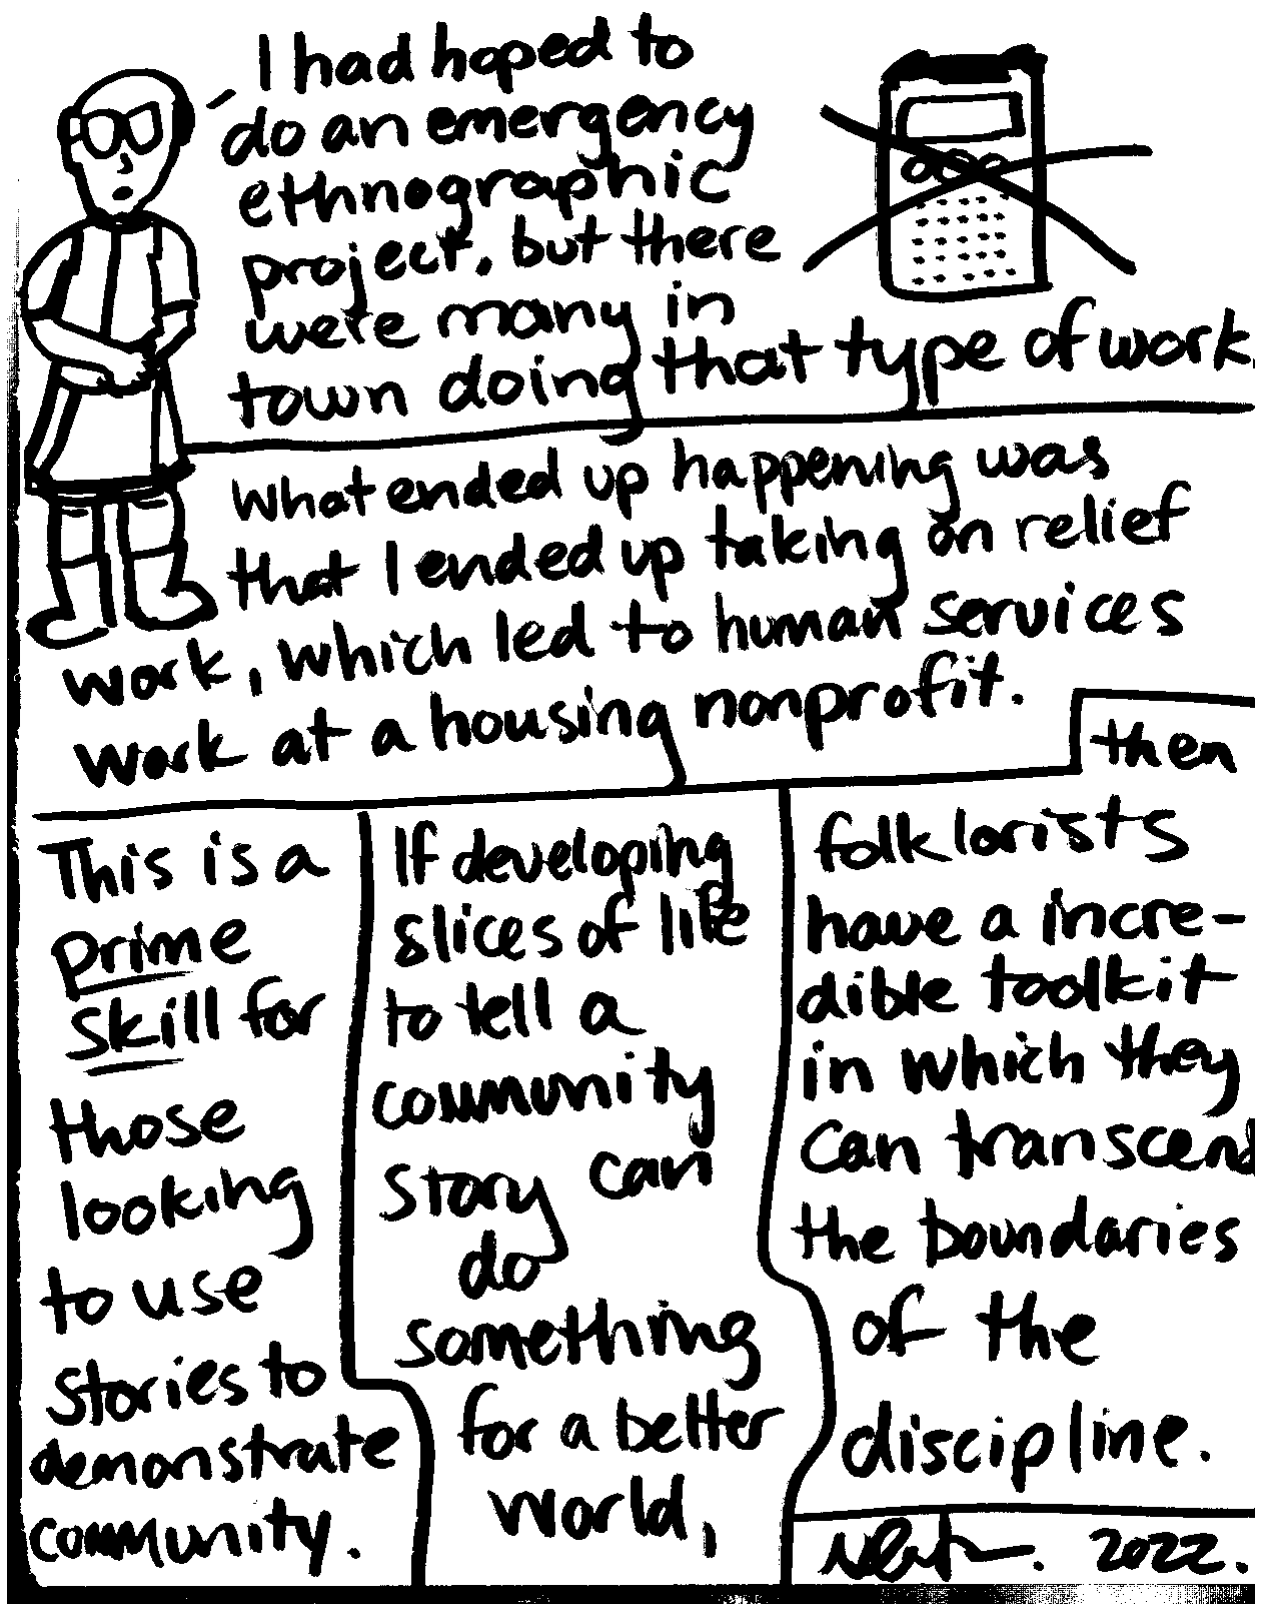 I had hoped to
do an emergency
ethnographic
project, but there
were many in
town doing that type of work.
What ended up happening was
that I ended up taking on relief
work, which led to human services
work at a housing nonprofit.
This is a
prime
skill for
those
looking
to use
stories to
demonstrate
community.
If developing
slices of life
to tell a
community
story can
do
something
for a better
world,
then
folklorists
have a incre-
dible toolkit
in which they
can transcend
the boundaries
of the
discipline.
2022.